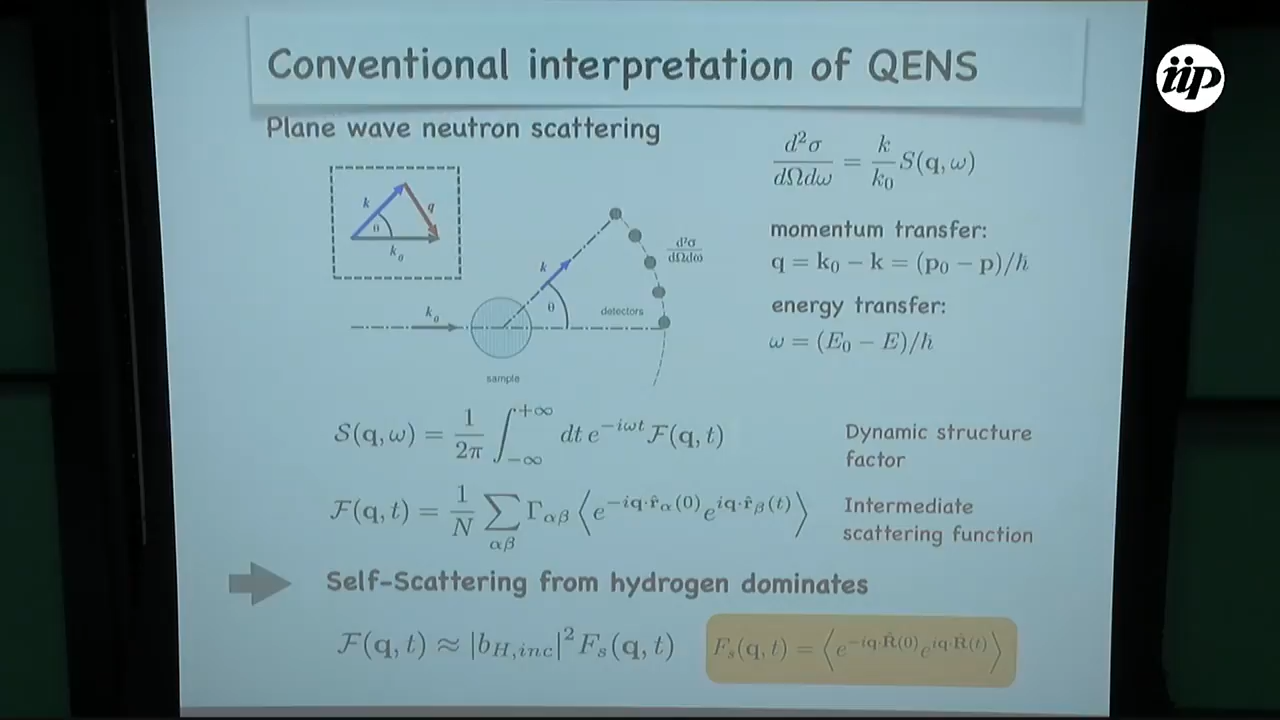 Conventional interpretation of QENS
iip
Plane wave neutron scattering
d²σ/dΩdω = k/k₀ S(q, ω)
k
q
θ
k₀
momentum transfer:
q = k₀ − k = (p₀ − p)/ħ
d²σ/dΩdω
k
θ
detectors
k₀
energy transfer:
ω = (E₀ − E)/ħ
sample
S(q, ω) = 1/2π ∫_{−∞}^{+∞} dt e^{−iωt} F(q, t)
Dynamic structure
factor
F(q, t) = 1/N ∑_{αβ} Γ_{αβ} ⟨e^{−iq·r̂_α(0)} e^{iq·r̂_β(t)}⟩
Intermediate
scattering function
Self-Scattering from hydrogen dominates
F(q, t) ≈ |b_{H,inc}|² F_s(q, t)
F_s(q, t) = ⟨e^{−iq·R̂(0)} e^{iq·R̂(t)}⟩